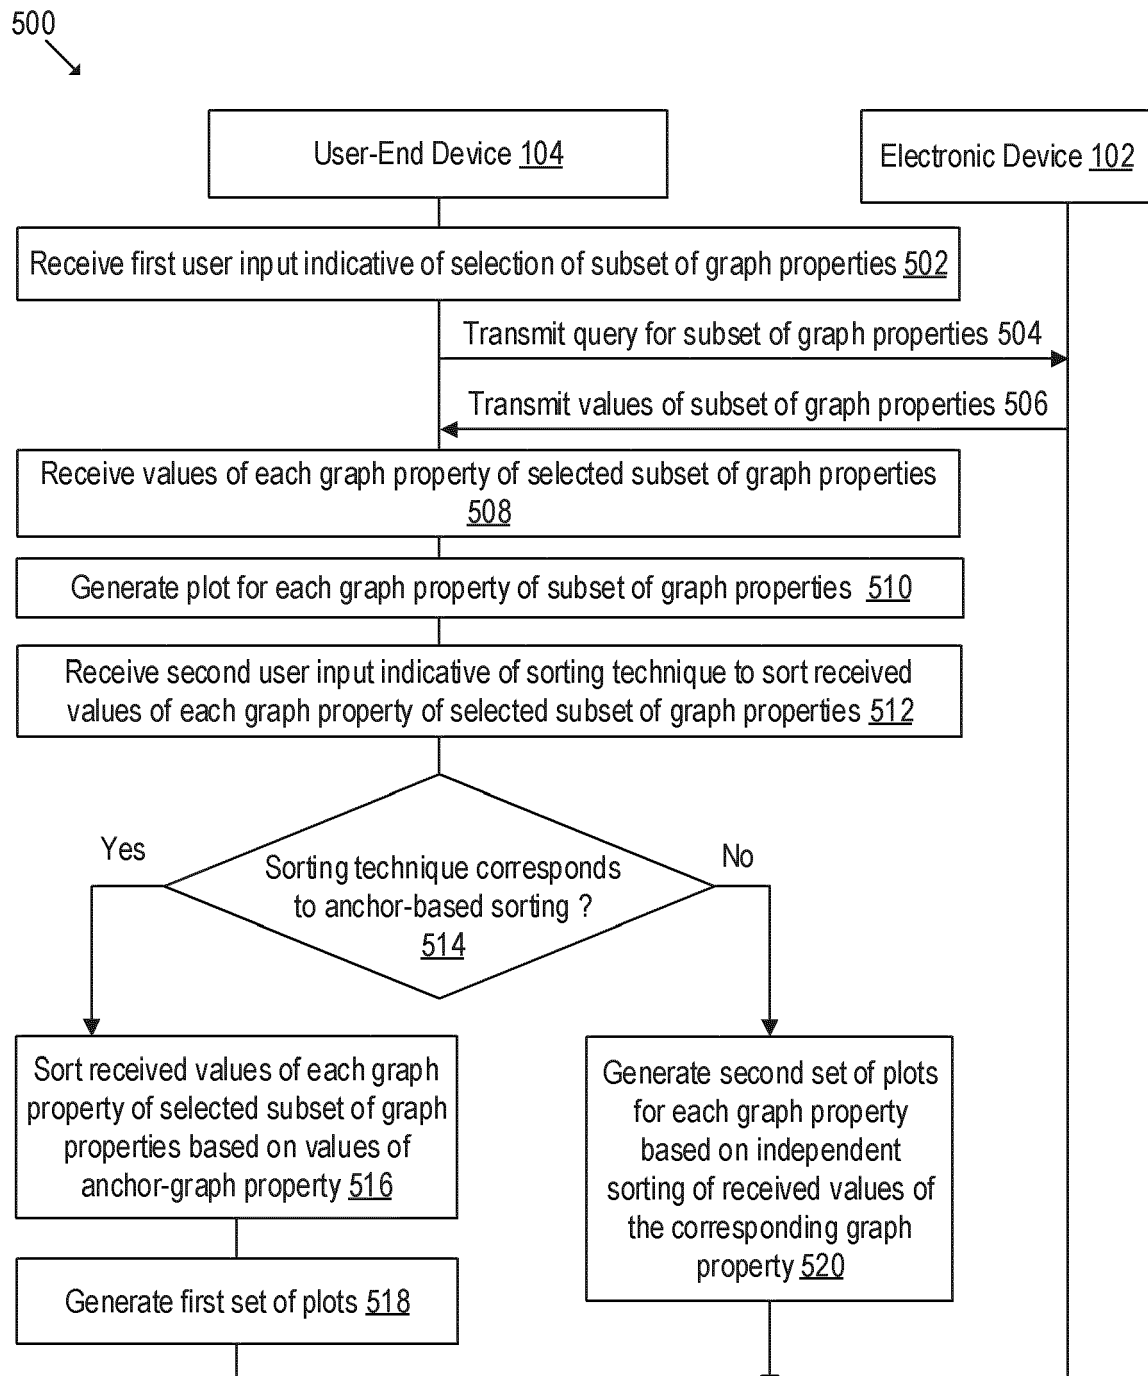 500
User-End Device 104
Electronic Device 102
Receive first user input indicative of selection of subset of graph properties 502
Transmit query for subset of graph properties 504
Transmit values of subset of graph properties 506
Receive values of each graph property of selected subset of graph properties
508
Generate plot for each graph property of subset of graph properties 510
Receive second user input indicative of sorting technique to sort received
values of each graph property of selected subset of graph properties 512
Yes
No
Sorting technique corresponds
to anchor-based sorting ?
514
Sort received values of each graph
property of selected subset of graph
properties based on values of
anchor-graph property 516
Generate second set of plots
for each graph property
based on independent
sorting of received values of
the corresponding graph
property 520
Generate first set of plots 518